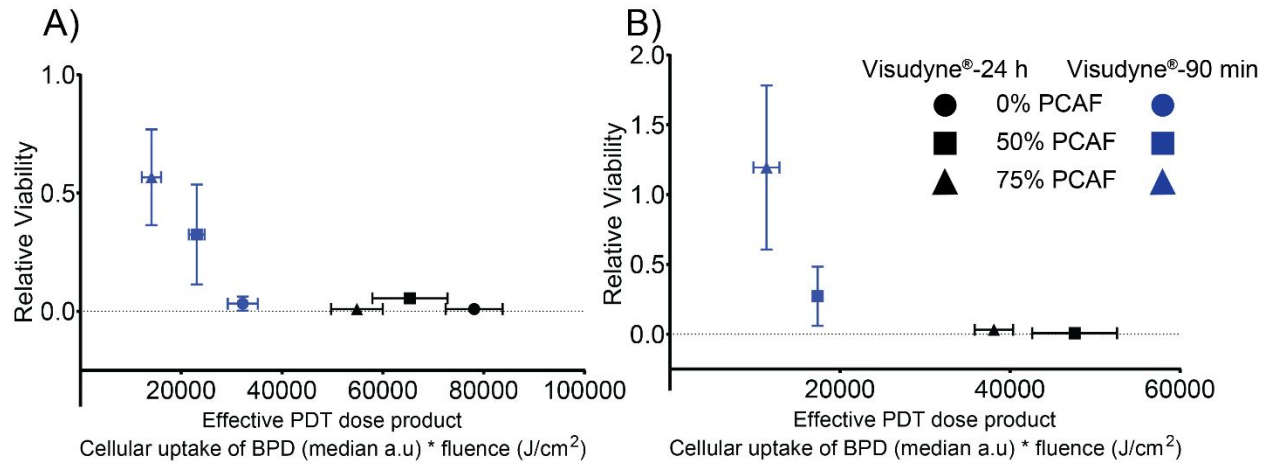 A)
1.0
0.5
0.0
Relative Viability
20000 40000 60000 80000 100000
Effective PDT dose product
Cellular uptake of BPD (median a.u) * fluence (J/cm²)
B)
2.0
1.5
1.0
0.5
0.0
Relative Viability
Visudyne®-24 h Visudyne®-90 min
0% PCAF
50% PCAF
75% PCAF
20000 40000 60000
Effective PDT dose product
Cellular uptake of BPD (median a.u) * fluence (J/cm²)